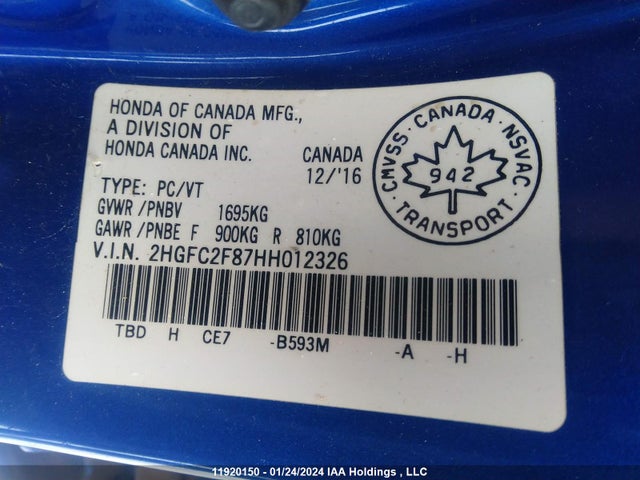 HONDA OF CANADA MFG.,
A DIVISION OF
HONDA CANADA INC.
CANADA
12/'16
TYPE: PC/VT
GVWR /PNBV 1695KG
GAWR /PNBE F 900KG R 810KG
V.I.N. 2HGFC2F87HH012326
TBD H CE7 -B593M -A -H
CMVSS · CANADA · NSVAC
942
TRANSPORT
11920150 - 01/24/2024 IAA Holdings , LLC